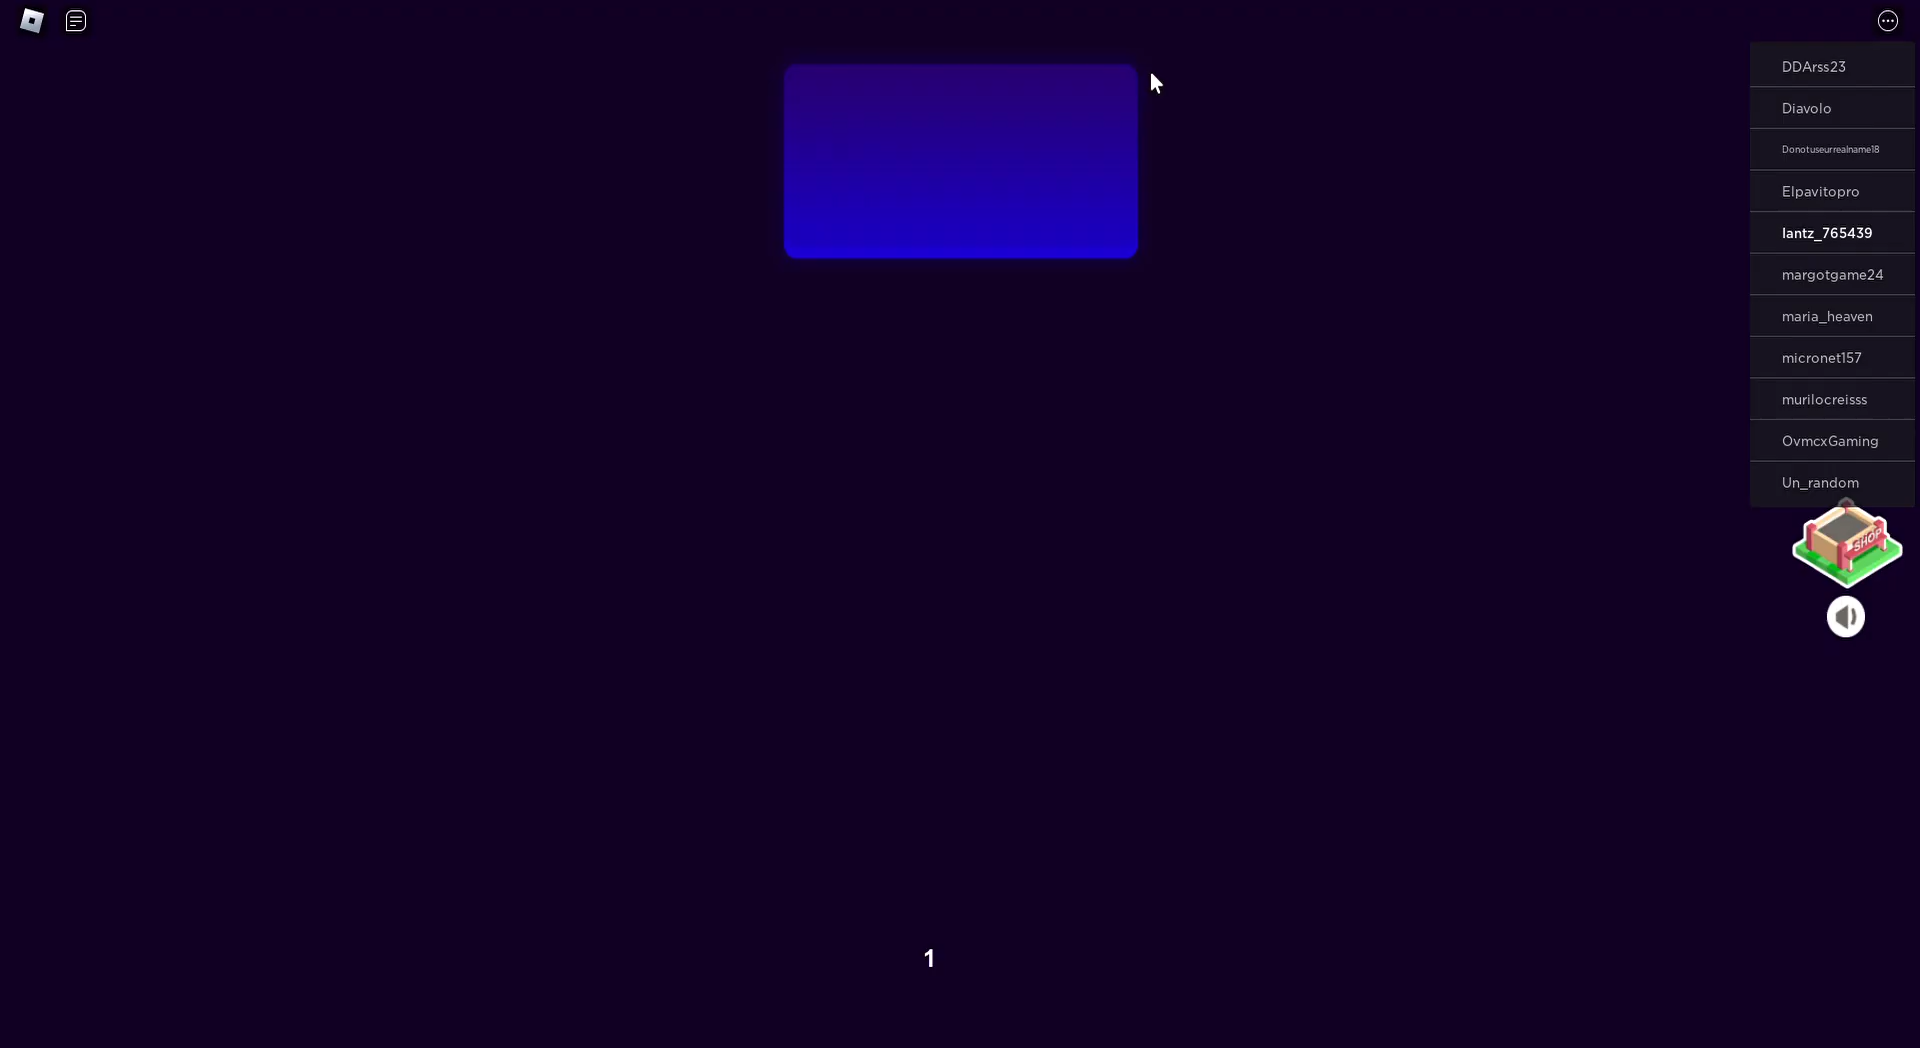 DDArss23
Diavolo
Donotuseurrealname18
Elpavitopro
lantz_765439
margotgame24
maria_heaven
micronet157
murilocreisss
OvmcxGaming
Un_random
SHOP
1